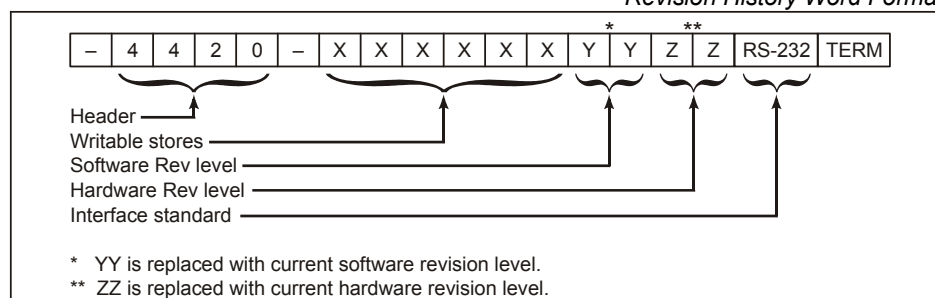 Revision History Word Forma
* **
– 4 4 2 0 – X X X X X X Y Y Z Z RS-232 TERM
Header
Writable stores
Software Rev level
Hardware Rev level
Interface standard
* YY is replaced with current software revision level.
** ZZ is replaced with current hardware revision level.